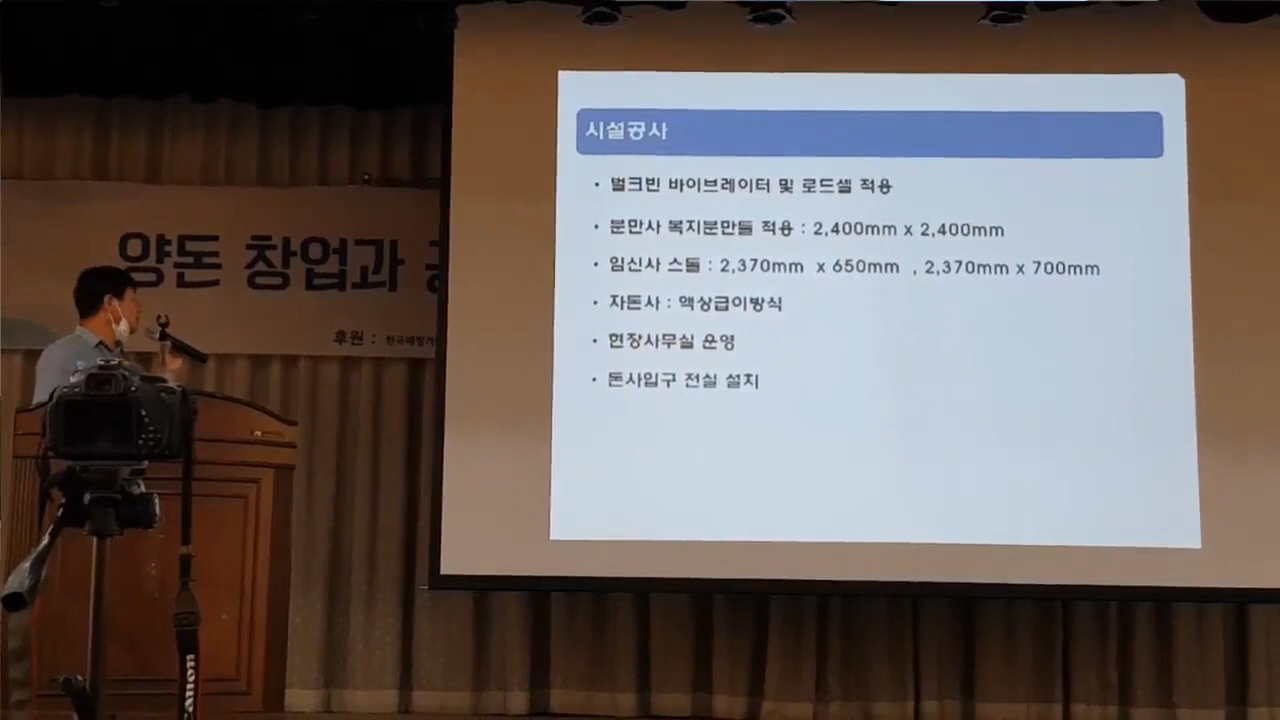 시설공사
• 벌크빈 바이브레이터 및 로드셀 적용
• 분만사 복지분만틀 적용 : 2,400mm x 2,400mm
• 임신사 스톨 : 2,370mm x 650mm , 2,370mm x 700mm
• 자돈사 : 액상급이방식
• 현장사무실 운영
• 돈사입구 전실 설치
양돈 창업과
후원 :
Canon